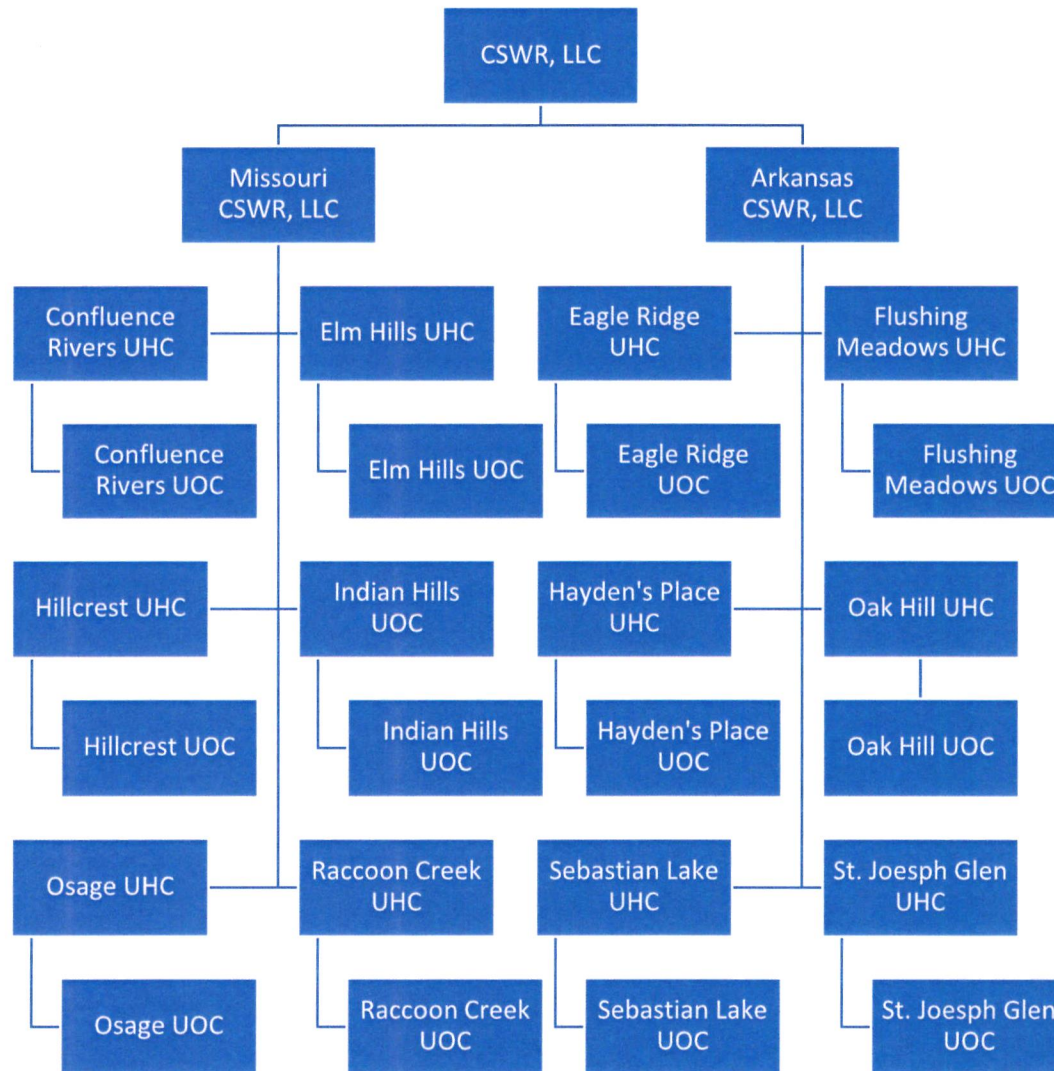 CSWR, LLC
Missouri
CSWR, LLC
Arkansas
CSWR, LLC
Confluence
Rivers UHC
Elm Hills UHC
Eagle Ridge
UHC
Flushing
Meadows UHC
Confluence
Rivers UOC
Elm Hills UOC
Eagle Ridge
UOC
Flushing
Meadows UOC
Hillcrest UHC
Indian Hills
UOC
Hayden's Place
UHC
Oak Hill UHC
Hillcrest UOC
Indian Hills
UOC
Hayden's Place
UOC
Oak Hill UOC
Osage UHC
Raccoon Creek
UHC
Sebastian Lake
UHC
St. Joesph Glen
UHC
Osage UOC
Raccoon Creek
UOC
Sebastian Lake
UOC
St. Joesph Glen
UOC